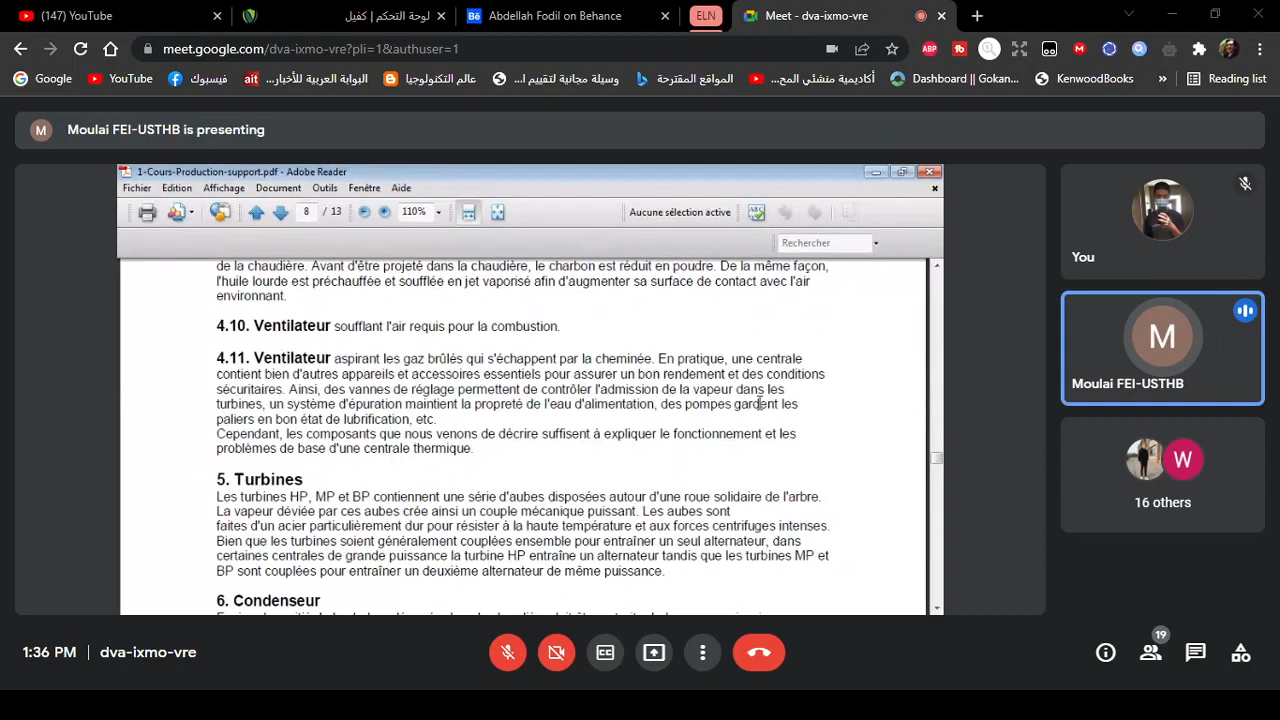 (147) YouTube
لوحة التحكم | كفيل
Abdellah Fodil on Behance
ELN
Meet - dva-ixmo-vre
meet.google.com/dva-ixmo-vre?pli=1&authuser=1
Google
YouTube
فيسبوك
البوابة العربية للأخبار...
عالم التكنولوجيا
وسيلة مجانية لتقييم ا...
المواقع المقترحة
أكاديمية منشئي المح...
Dashboard || Gokan...
KenwoodBooks
»
Reading list
M
Moulai FEI-USTHB is presenting
1-Cours-Production-support.pdf - Adobe Reader
Fichier Edition Affichage Document Outils Fenêtre Aide
8 / 13
110%
Aucune sélection active
Rechercher
de la chaudière. Avant d'être projeté dans la chaudière, le charbon est réduit en poudre. De la même façon,
l'huile lourde est préchauffée et soufflée en jet vaporisé afin d'augmenter sa surface de contact avec l'air
environnant.
4.10. Ventilateur soufflant l'air requis pour la combustion.
4.11. Ventilateur aspirant les gaz brûlés qui s'échappent par la cheminée. En pratique, une centrale
contient bien d'autres appareils et accessoires essentiels pour assurer un bon rendement et des conditions
sécuritaires. Ainsi, des vannes de réglage permettent de contrôler l'admission de la vapeur dans les
turbines, un système d'épuration maintient la propreté de l'eau d'alimentation, des pompes gardent les
paliers en bon état de lubrification, etc.
Cependant, les composants que nous venons de décrire suffisent à expliquer le fonctionnement et les
problèmes de base d'une centrale thermique.
5. Turbines
Les turbines HP, MP et BP contiennent une série d'aubes disposées autour d'une roue solidaire de l'arbre.
La vapeur déviée par ces aubes crée ainsi un couple mécanique puissant. Les aubes sont
faites d'un acier particulièrement dur pour résister à la haute température et aux forces centrifuges intenses.
Bien que les turbines soient généralement couplées ensemble pour entraîner un seul alternateur, dans
certaines centrales de grande puissance la turbine HP entraîne un alternateur tandis que les turbines MP et
BP sont couplées pour entraîner un deuxième alternateur de même puissance.
6. Condenseur
You
M
Moulai FEI-USTHB
W
16 others
1:36 PM | dva-ixmo-vre
19